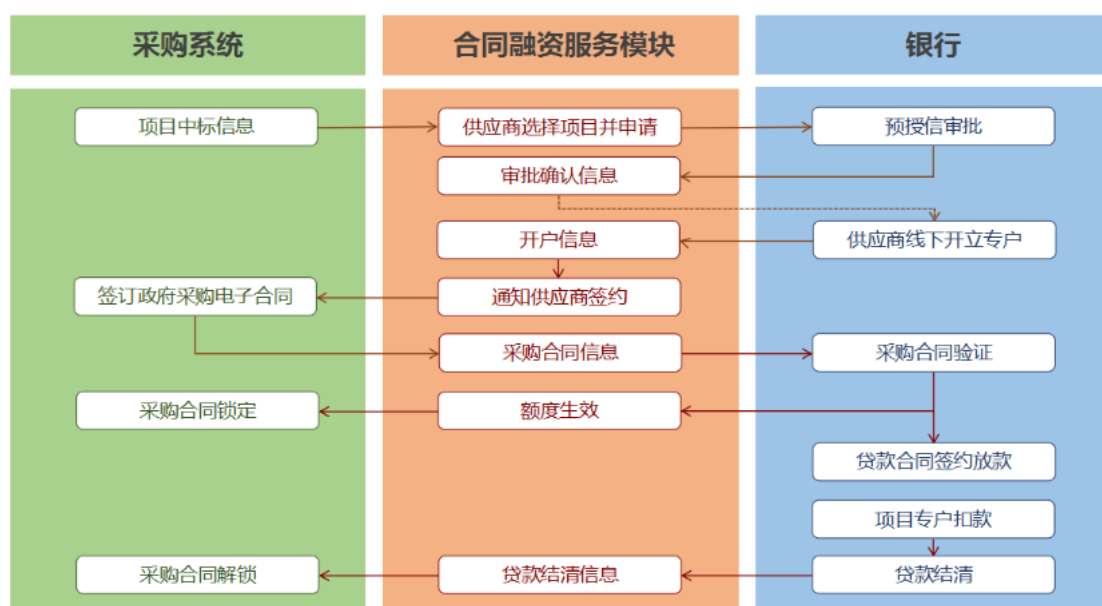 采购系统
合同融资服务模块
银行
项目中标信息
供应商选择项目并申请
预授信审批
审批确认信息
开户信息
供应商线下开立专户
签订政府采购电子合同
通知供应商签约
采购合同信息
采购合同验证
采购合同锁定
额度生效
贷款合同签约放款
项目专户扣款
采购合同解锁
贷款结清信息
贷款结清